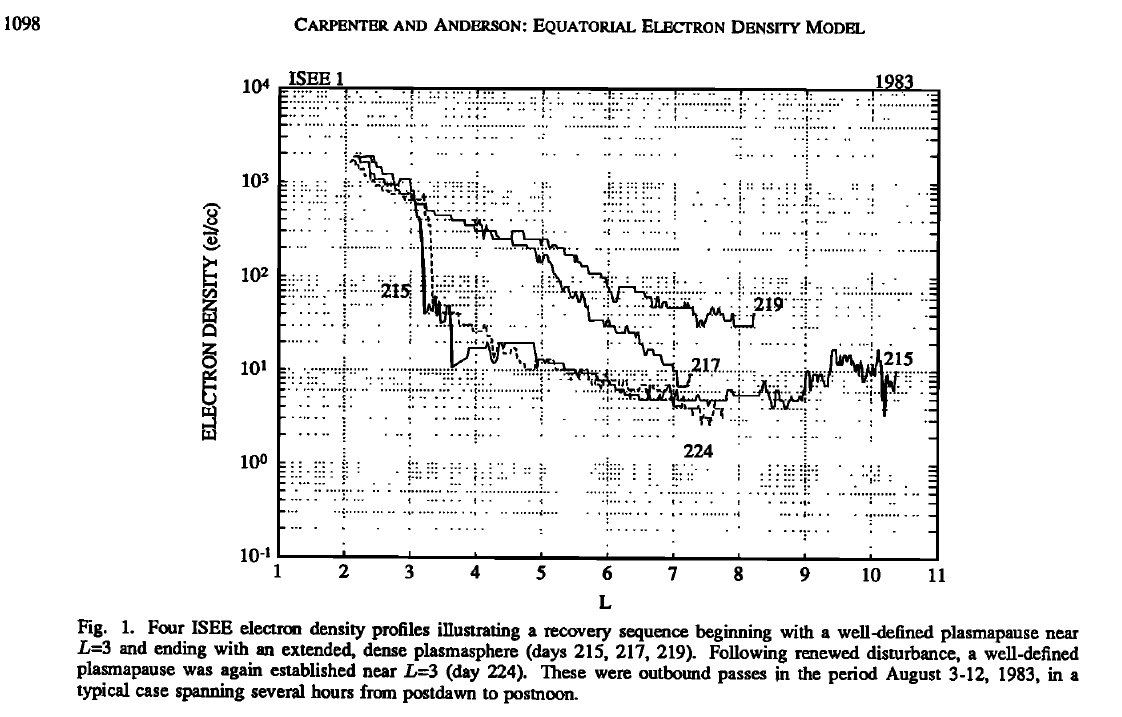 1098
CARPENTER AND ANDERSON: EQUATORIAL ELECTRON DENSITY MODEL
ISEE 1
1983
10⁴
10³
10²
10¹
10⁰
10⁻¹
ELECTRON DENSITY (el/cc)
215
219
217
215
224
1 2 3 4 5 6 7 8 9 10 11
L
Fig. 1. Four ISEE electron density profiles illustrating a recovery sequence beginning with a well-defined plasmapause near
L=3 and ending with an extended, dense plasmasphere (days 215, 217, 219). Following renewed disturbance, a well-defined
plasmapause was again established near L=3 (day 224). These were outbound passes in the period August 3-12, 1983, in a
typical case spanning several hours from postdawn to postnoon.